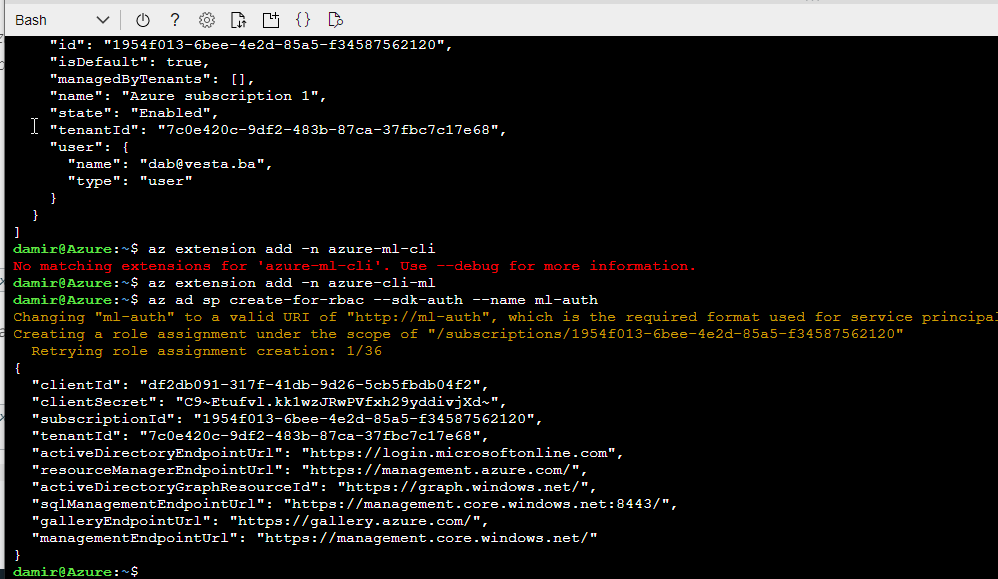 Bash
"id": "1954f013-6bee-4e2d-85a5-f34587562120",
"isDefault": true,
"managedByTenants": [],
"name": "Azure subscription 1",
"state": "Enabled",
"tenantId": "7c0e420c-9df2-483b-87ca-37fbc7c17e68",
"user": {
"name": "dab@vesta.ba",
"type": "user"
}
}
]
damir@Azure:~$ az extension add -n azure-ml-cli
No matching extensions for 'azure-ml-cli'. Use --debug for more information.
damir@Azure:~$ az extension add -n azure-cli-ml
damir@Azure:~$ az ad sp create-for-rbac --sdk-auth --name ml-auth
Changing "ml-auth" to a valid URI of "http://ml-auth", which is the required format used for service principal
Creating a role assignment under the scope of "/subscriptions/1954f013-6bee-4e2d-85a5-f34587562120"
Retrying role assignment creation: 1/36
{
"clientId": "df2db091-317f-41db-9d26-5cb5fbdb04f2",
"clientSecret": "C9~Etufvl.kk1wzJRwPVfxh29yddivjXd~",
"subscriptionId": "1954f013-6bee-4e2d-85a5-f34587562120",
"tenantId": "7c0e420c-9df2-483b-87ca-37fbc7c17e68",
"activeDirectoryEndpointUrl": "https://login.microsoftonline.com",
"resourceManagerEndpointUrl": "https://management.azure.com/",
"activeDirectoryGraphResourceId": "https://graph.windows.net/",
"sqlManagementEndpointUrl": "https://management.core.windows.net:8443/",
"galleryEndpointUrl": "https://gallery.azure.com/",
"managementEndpointUrl": "https://management.core.windows.net/"
}
damir@Azure:~$